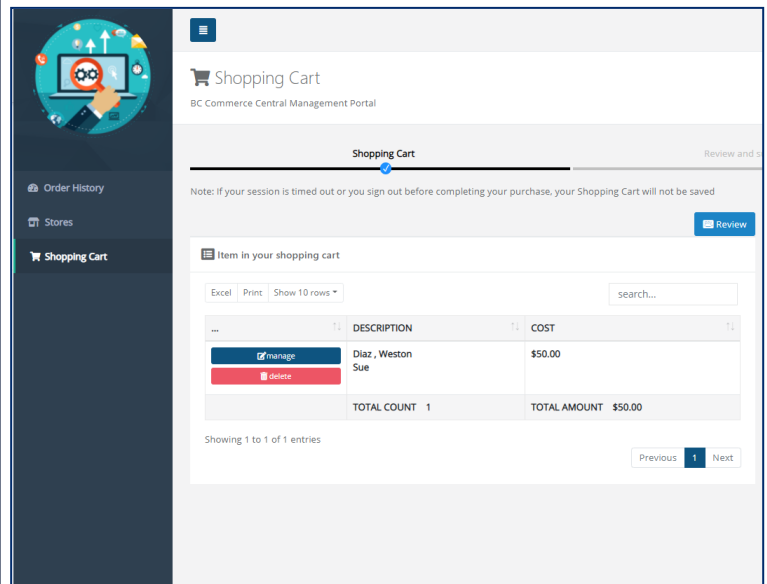 Shopping Cart
BC Commerce Central Management Portal
Shopping Cart
Review and s
Order History
Note: If your session is timed out or you sign out before completing your purchase, your Shopping Cart will not be saved
Stores
Review
Shopping Cart
Item in your shopping cart
Excel Print Show 10 rows
search...
... DESCRIPTION COST
manage Diaz , Weston $50.00
Sue
delete
TOTAL COUNT 1 TOTAL AMOUNT $50.00
Showing 1 to 1 of 1 entries
Previous 1 Next